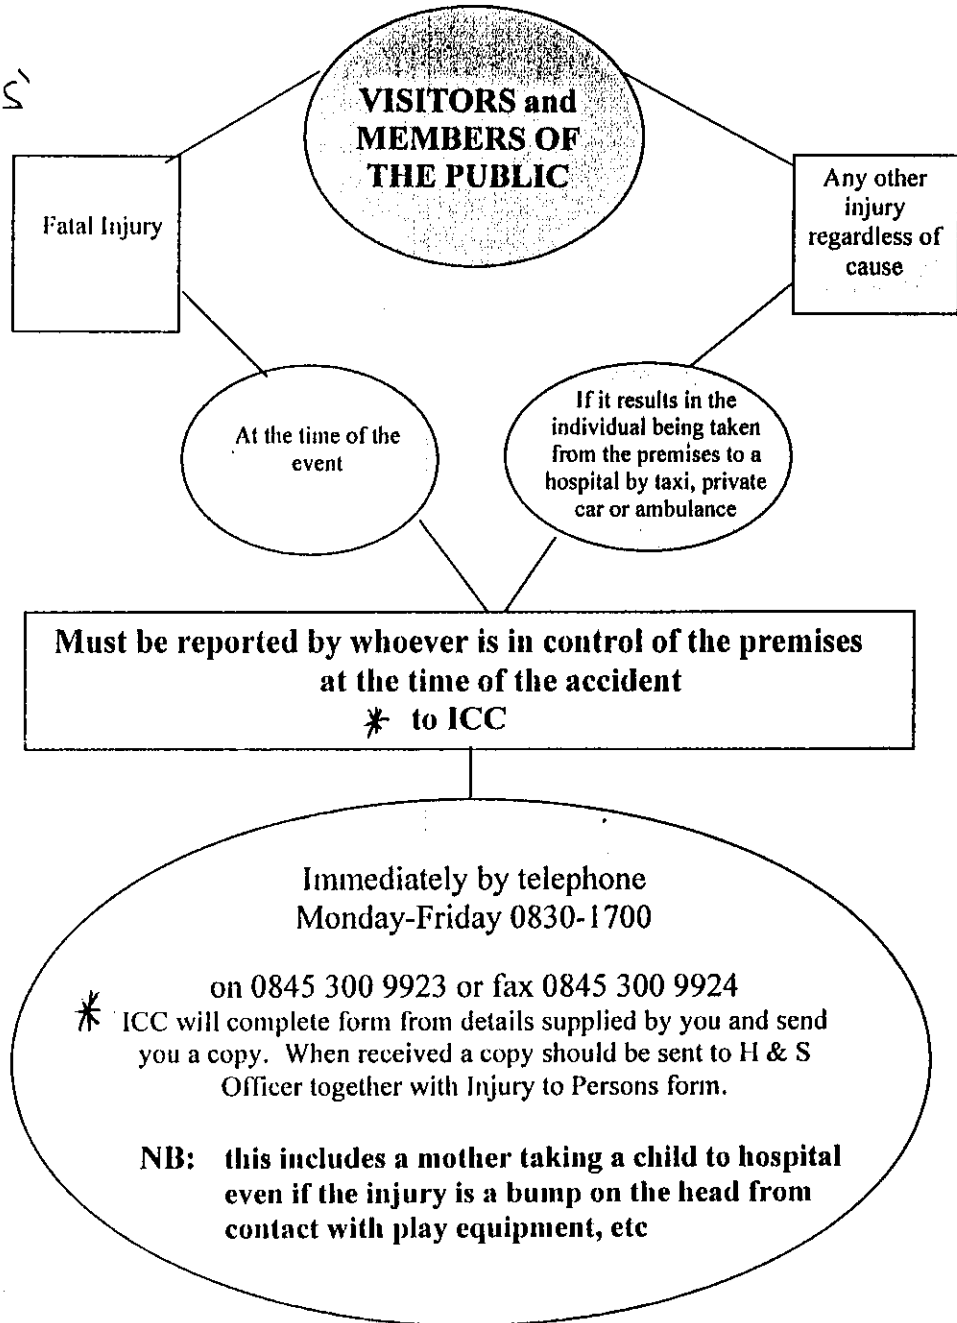 VISITORS and
MEMBERS OF
THE PUBLIC
Fatal Injury
Any other
injury
regardless of
cause
At the time of the
event
If it results in the
individual being taken
from the premises to a
hospital by taxi, private
car or ambulance
Must be reported by whoever is in control of the premises
at the time of the accident
* to ICC
Immediately by telephone
Monday-Friday 0830-1700
on 0845 300 9923 or fax 0845 300 9924
* ICC will complete form from details supplied by you and send
you a copy. When received a copy should be sent to H & S
Officer together with Injury to Persons form.
NB: this includes a mother taking a child to hospital
even if the injury is a bump on the head from
contact with play equipment, etc